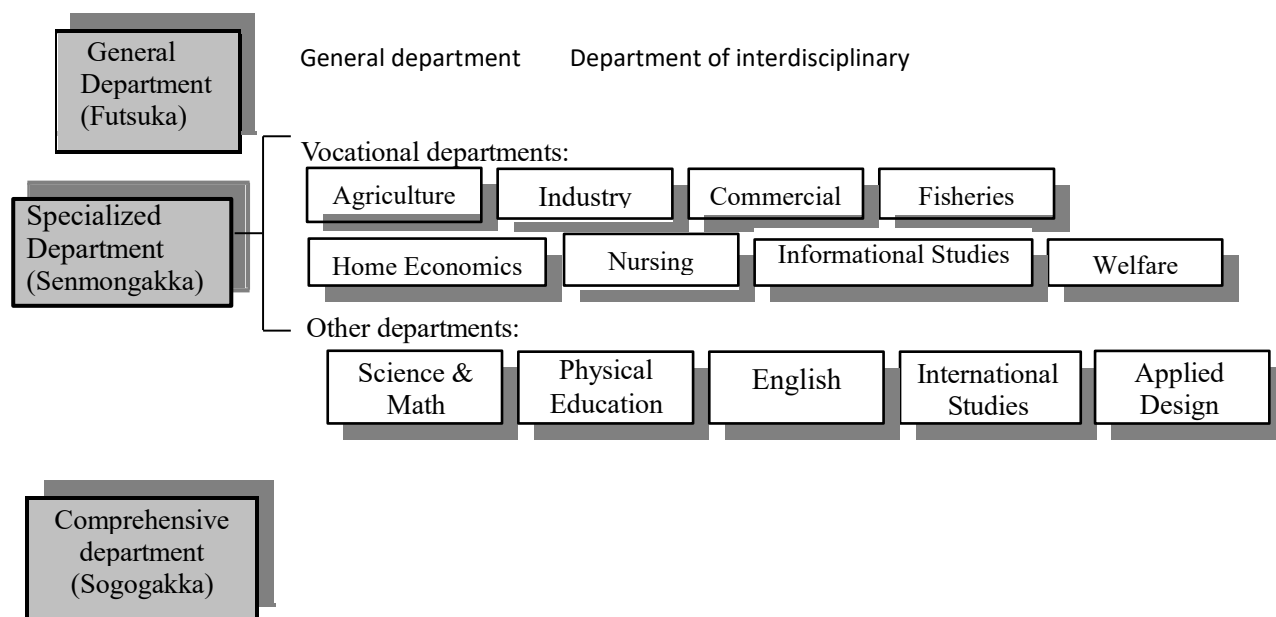 General
Department
(Futsuka)
General department
Department of interdisciplinary
Specialized
Department
(Senmongakka)
Vocational departments:
Agriculture
Industry
Commercial
Fisheries
Home Economics
Nursing
Informational Studies
Welfare
Other departments:
Science &
Math
Physical
Education
English
International
Studies
Applied
Design
Comprehensive
department
(Sogogakka)